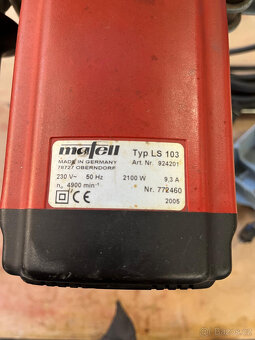 mafell
Typ LS 103
MADE IN GERMANY
78727 OBERNDORF
Art. Nr. 924201
230 V~ 50 Hz 2100 W 9,3 A
n₀ 4900 min⁻¹
Nr. 772460
CE
2005